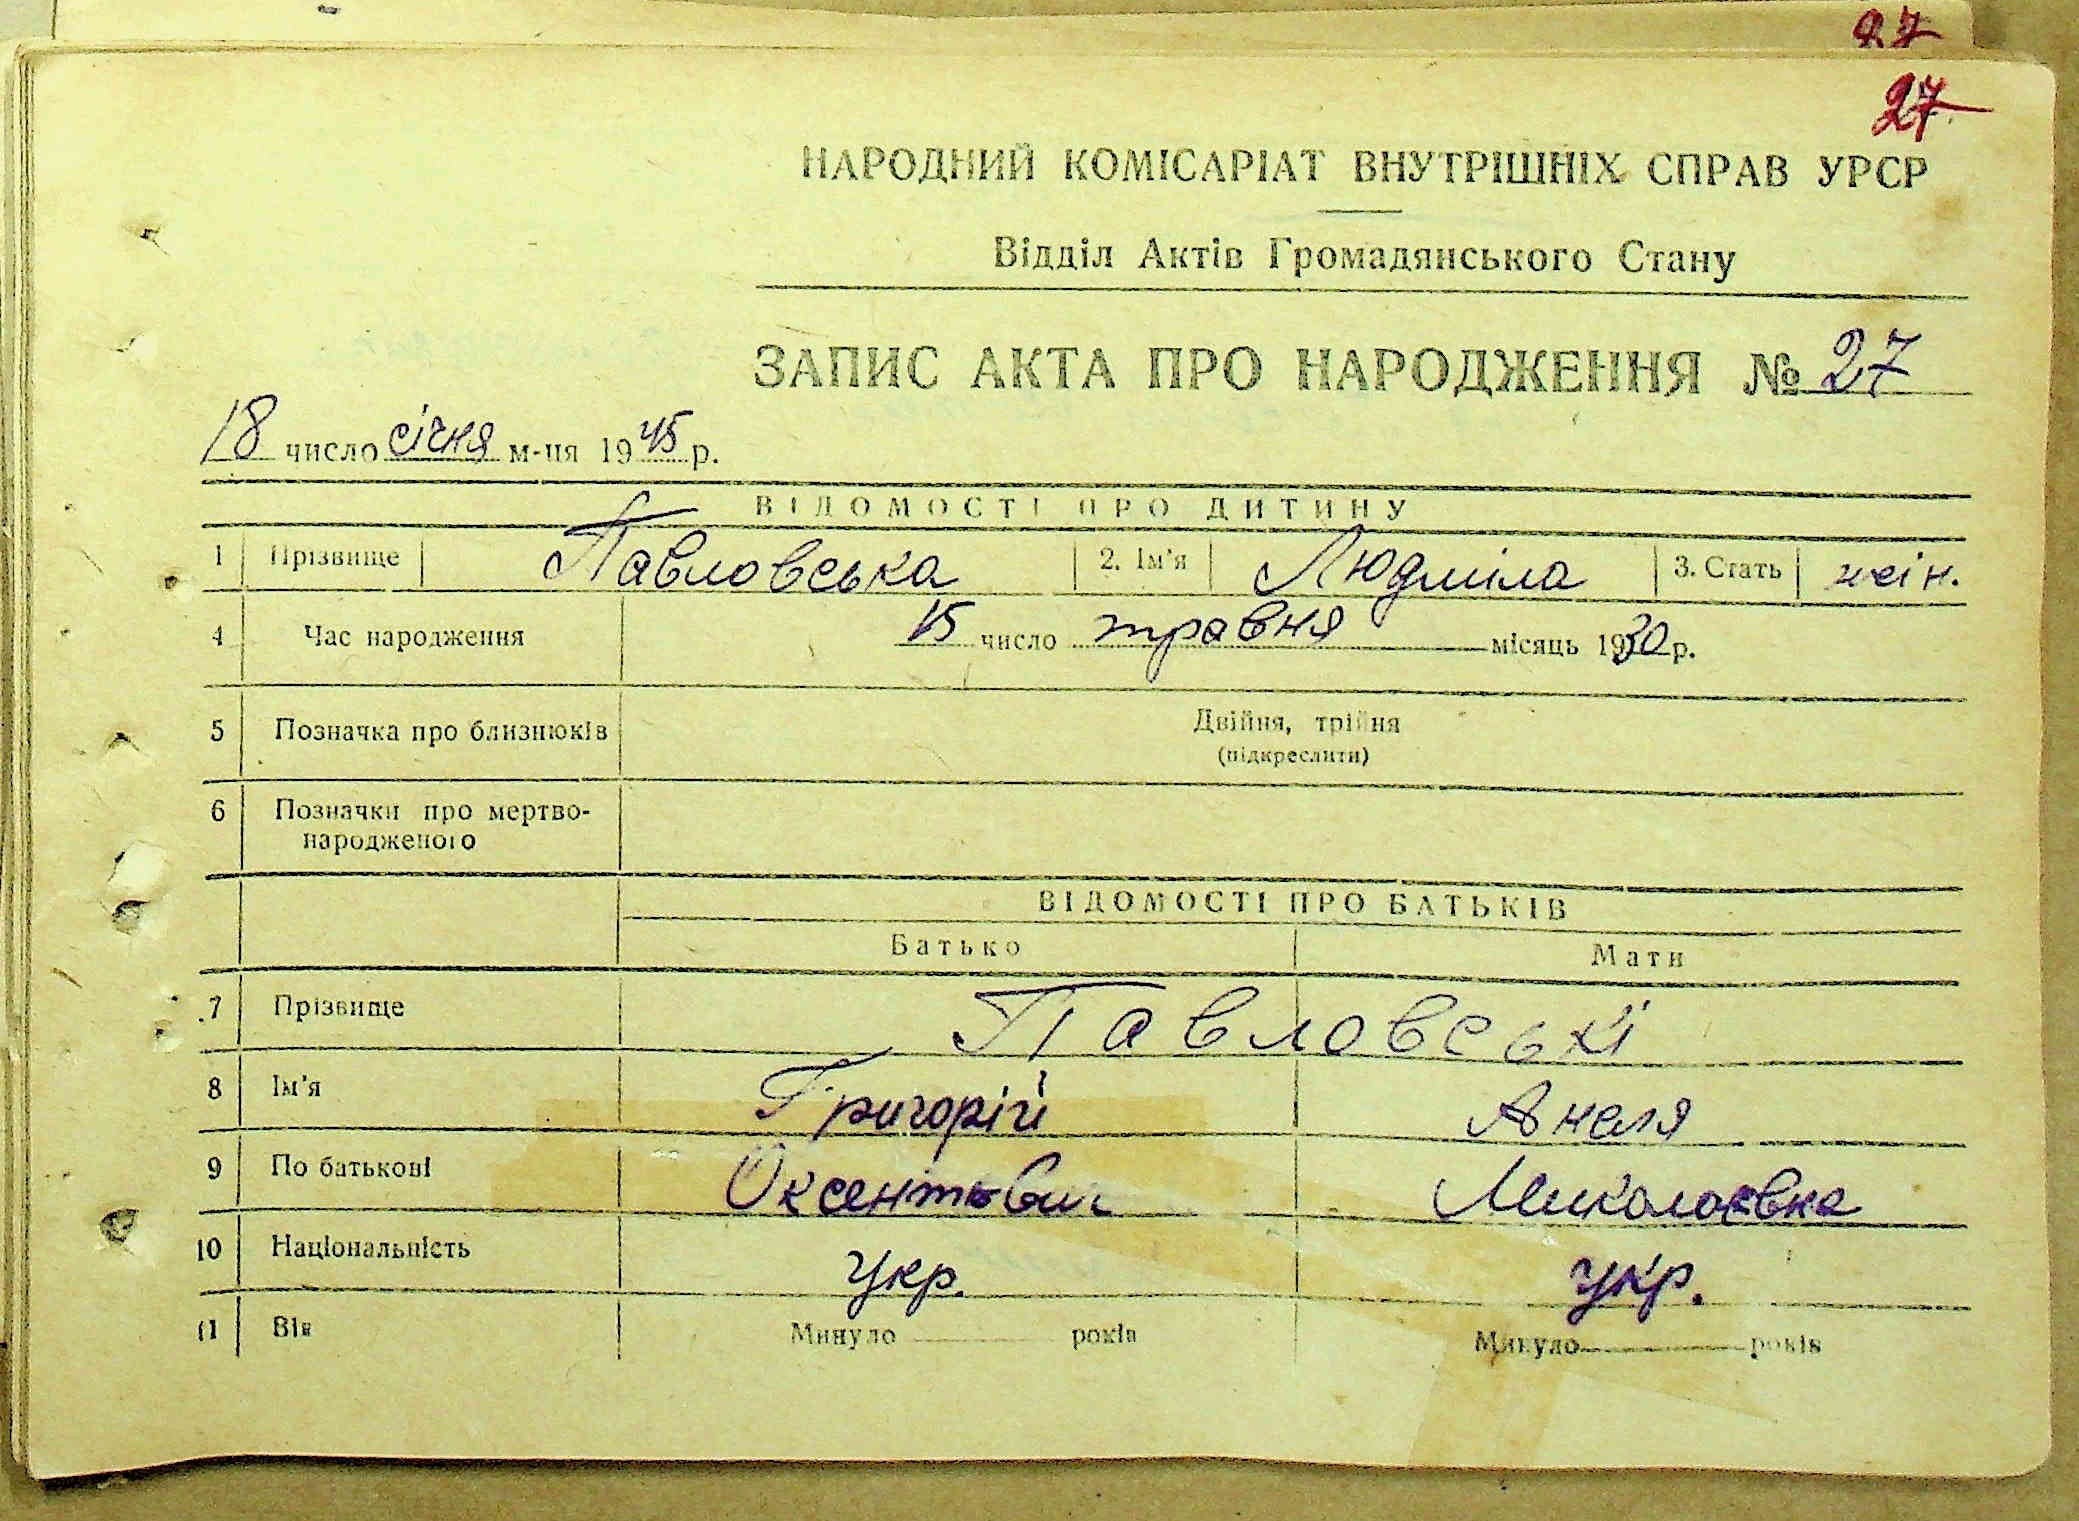 27
27
НАРОДНИЙ КОМІСАРІАТ ВНУТРІШНІХ СПРАВ УРСР
Відділ Актів Громадянського Стану
ЗАПИС АКТА ПРО НАРОДЖЕННЯ № 27
18 число січня м-ця 1945 р.
ВІДОМОСТІ ПРО ДИТИНУ
1 Прізвище Павловська 2. Ім'я Людміла 3. Стать жін.
4 Час народження 15 число травня місяць 1930 р.
5 Позначка про близнюків Двійня, трійня
(підкреслити)
6 Позначки про мертво-
народженого
ВІДОМОСТІ ПРО БАТЬКІВ
Батько Мати
7 Прізвище Павловські
8 Ім'я Григорій Анеля
9 По батькові Оксентович Миколаєвна
10 Національність укр. укр.
11 Вік Минуло років Минуло років